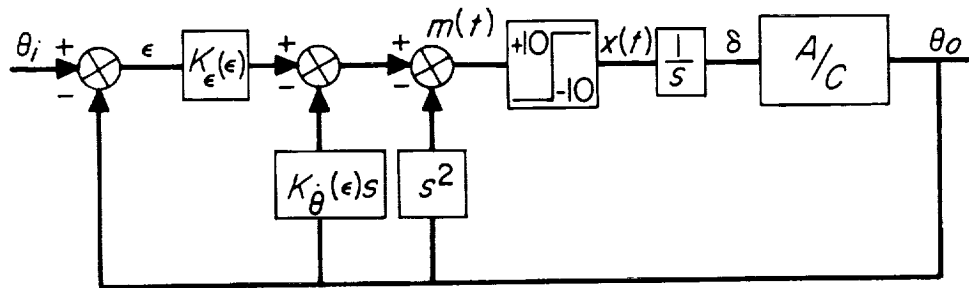 θi
+
−
ϵ
Kϵ(ϵ)
+
−
+
−
m(t)
+10
-10
x(t)
1/s
δ
A/C
θo
Kθ̇(ϵ)s
s²